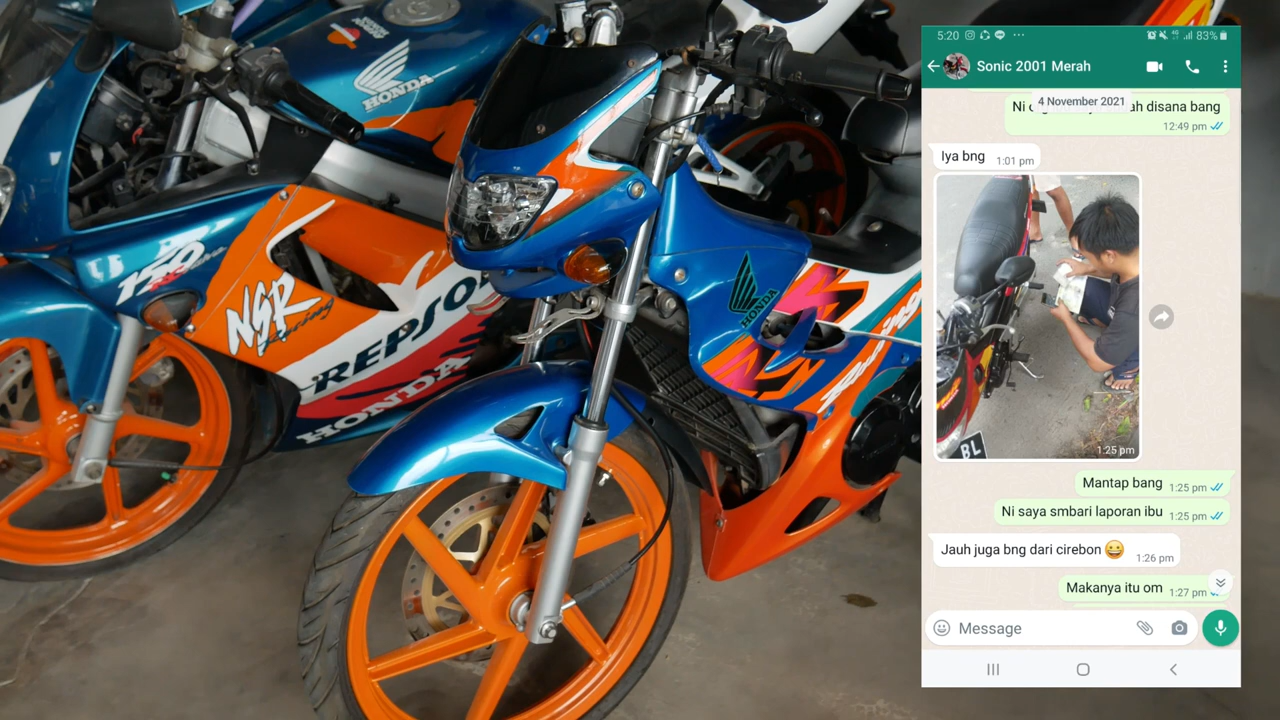 HONDA
150
NSR
Racing
REPSOL
HONDA
HONDA
5:20
83%
Sonic 2001 Merah
4 November 2021
Ni disana bang
12:49 pm
Iya bng 1:01 pm
BL
1:25 pm
Mantap bang 1:25 pm
Ni saya smbari laporan ibu 1:25 pm
Jauh juga bng dari cirebon 😀 1:26 pm
Makanya itu om 1:27 pm
Message